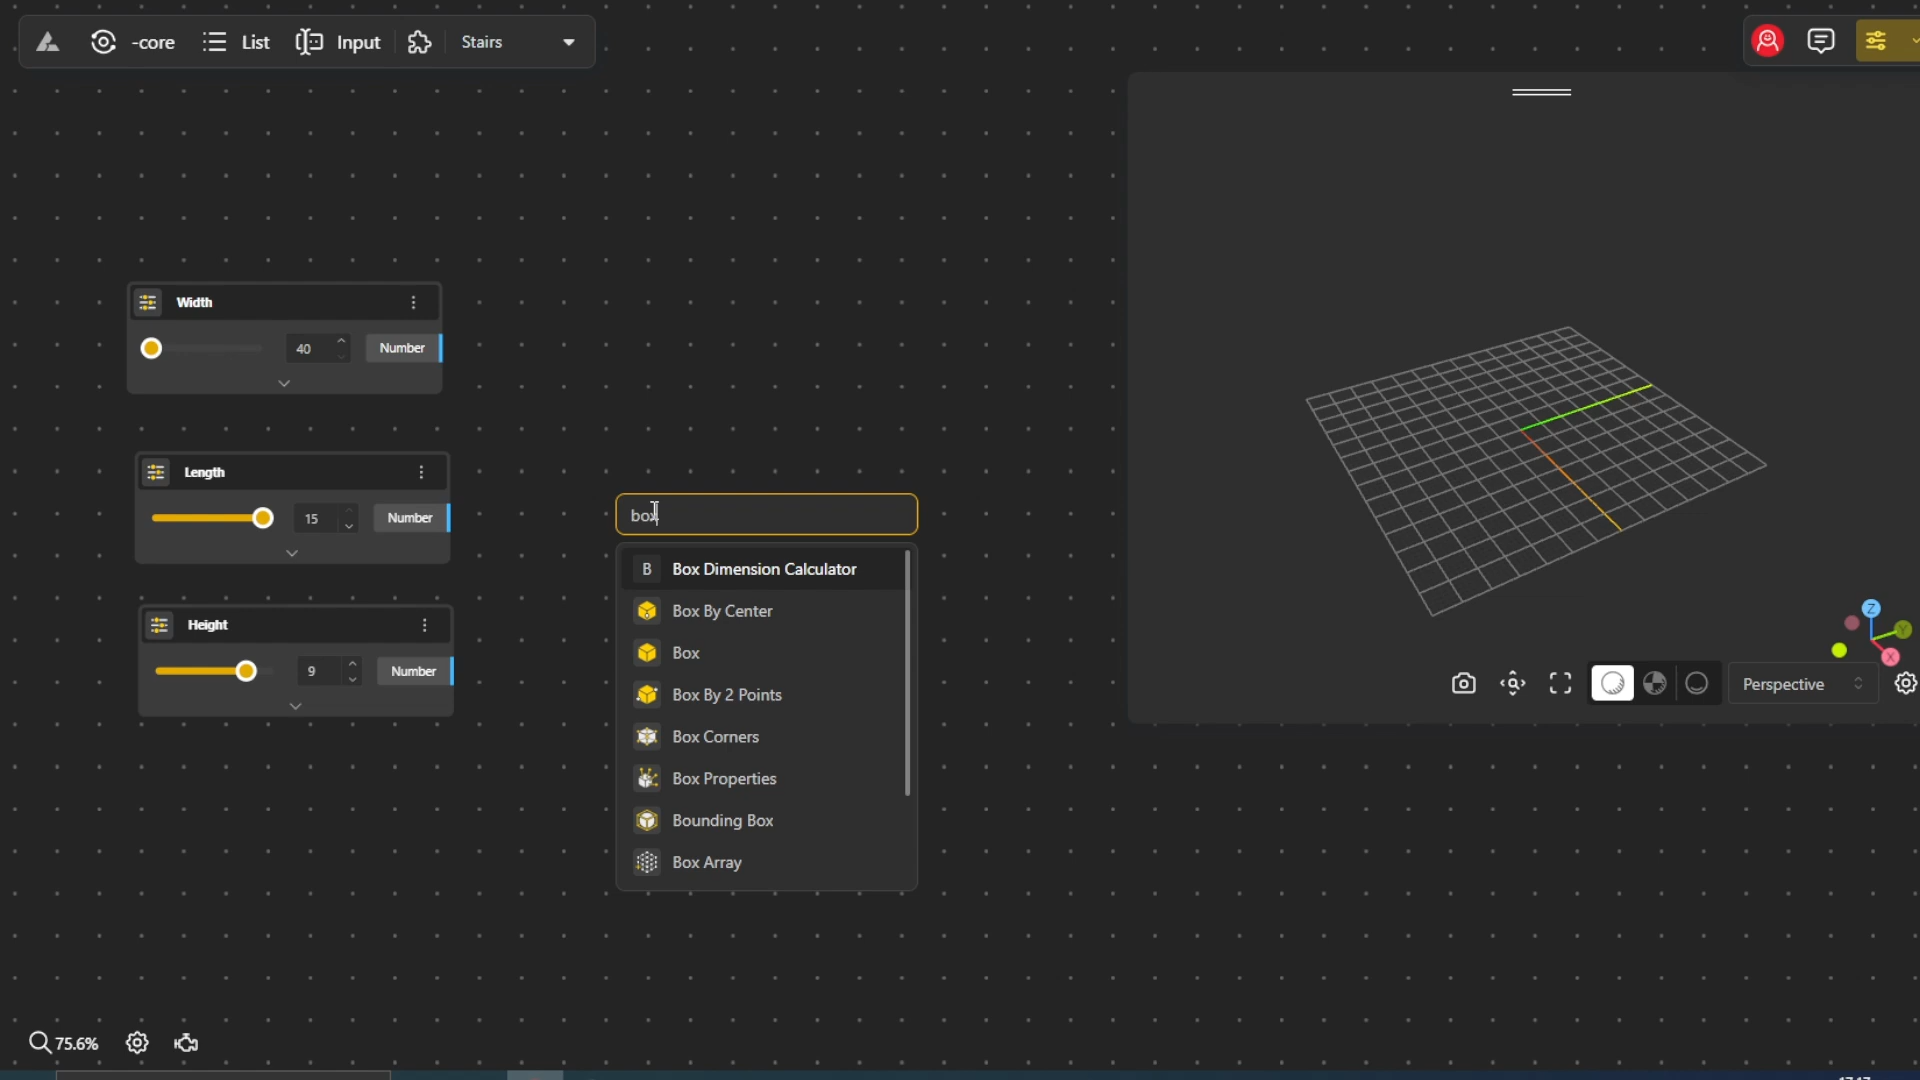 -core List Input Stairs
Width
40 Number
Length
15 Number
Height
9 Number
box
B Box Dimension Calculator
Box By Center
Box
Box By 2 Points
Box Corners
Box Properties
Bounding Box
Box Array
Z
Y
X
Perspective
75.6%